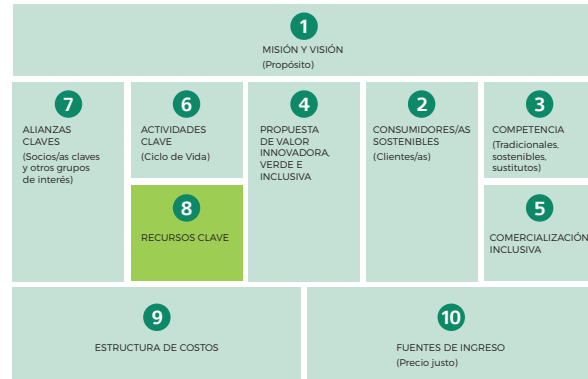 1
MISIÓN Y VISIÓN
(Propósito)
7
ALIANZAS
CLAVES
(Socios/as claves
y otros grupos
de interés)
6
ACTIVIDADES
CLAVE
(Ciclo de Vida)
8
RECURSOS CLAVE
4
PROPUESTA
DE VALOR
INNOVADORA,
VERDE E
INCLUSIVA
2
CONSUMIDORES/AS
SOSTENIBLES
(Clientes/as)
3
COMPETENCIA
(Tradicionales,
sostenibles,
sustitutos)
5
COMERCIALIZACIÓN
INCLUSIVA
9
ESTRUCTURA DE COSTOS
10
FUENTES DE INGRESO
(Precio justo)